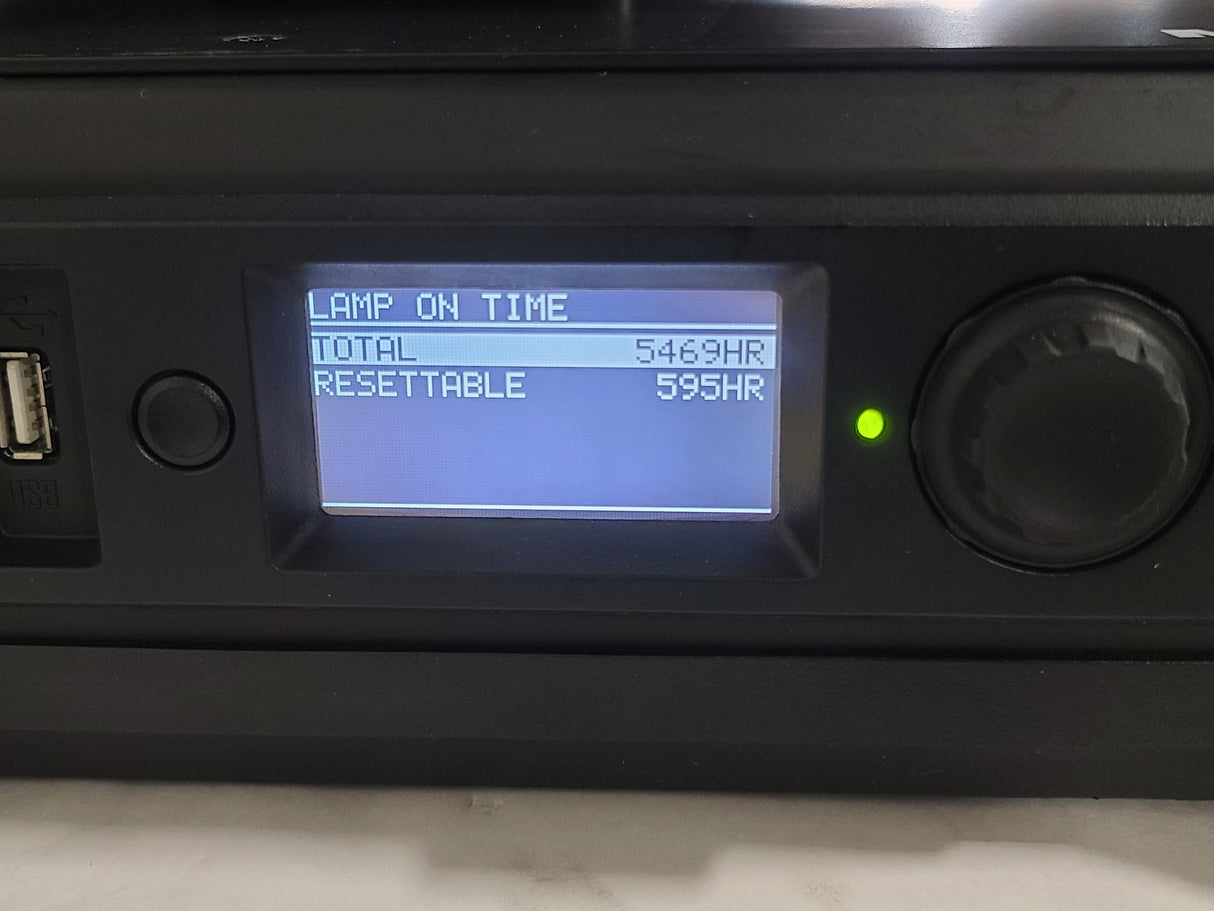 LAMP ON TIME
TOTAL 5469HR
RESETTABLE 595HR
USB